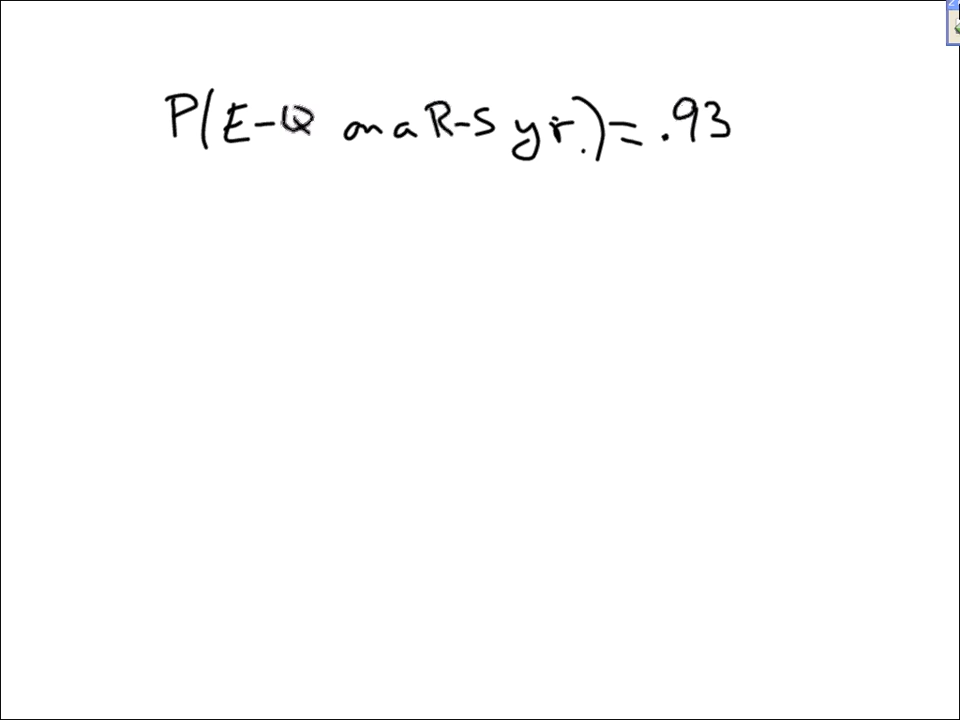 P(E-Q on a R-S yr.) = .93